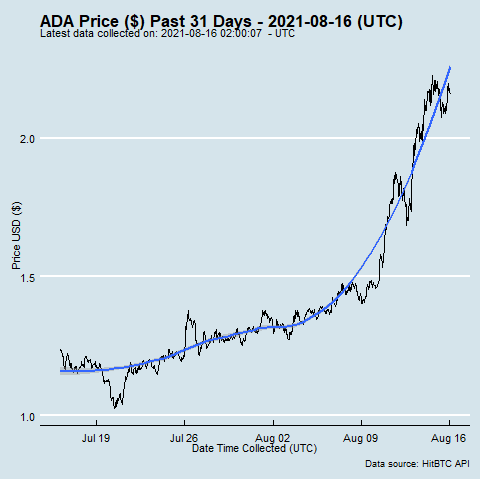 ADA Price ($) Past 31 Days - 2021-08-16 (UTC)
Latest data collected on: 2021-08-16 02:00:07 - UTC
Price USD ($)
2.0
1.5
1.0
Jul 19 Jul 26 Aug 02 Aug 09 Aug 16
Date Time Collected (UTC)
Data source: HitBTC API